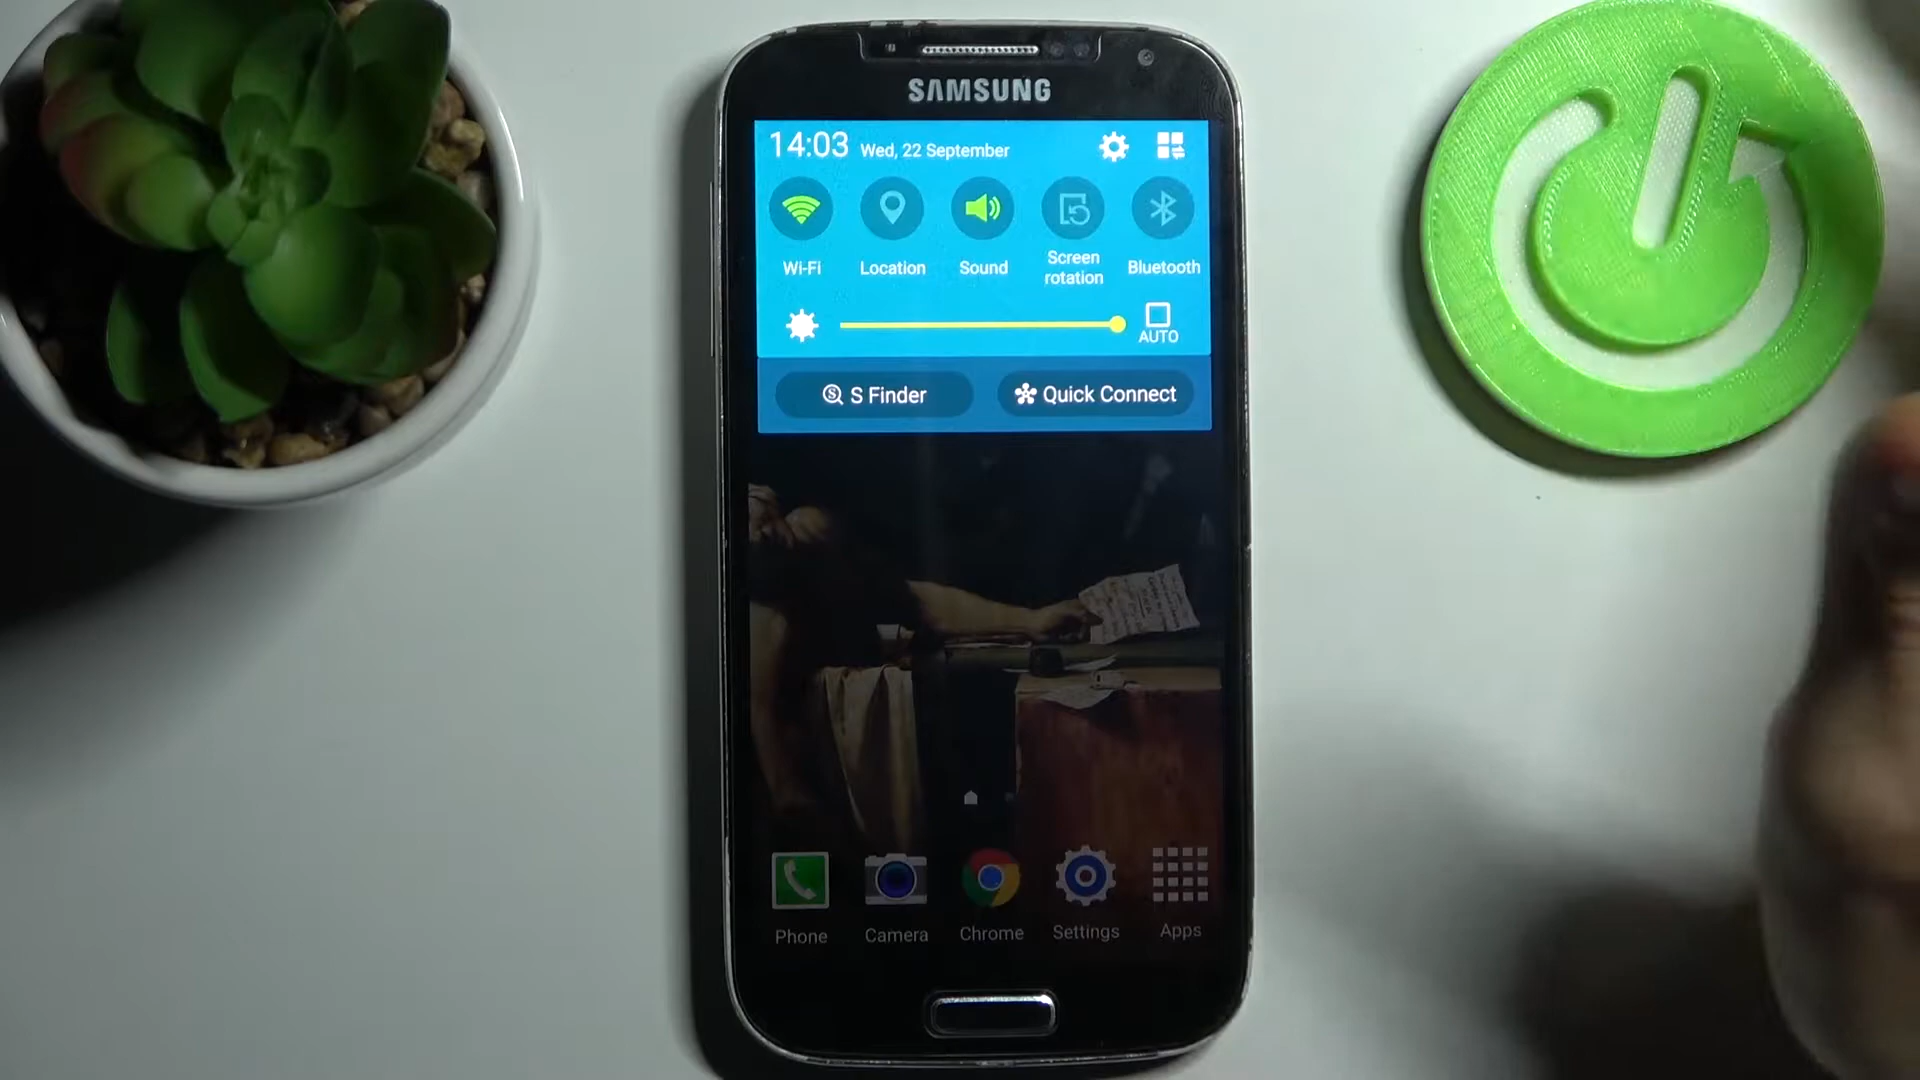 SAMSUNG
14:03 Wed, 22 September
Wi-Fi Location Sound Screen rotation Bluetooth
AUTO
S Finder Quick Connect
Phone Camera Chrome Settings Apps